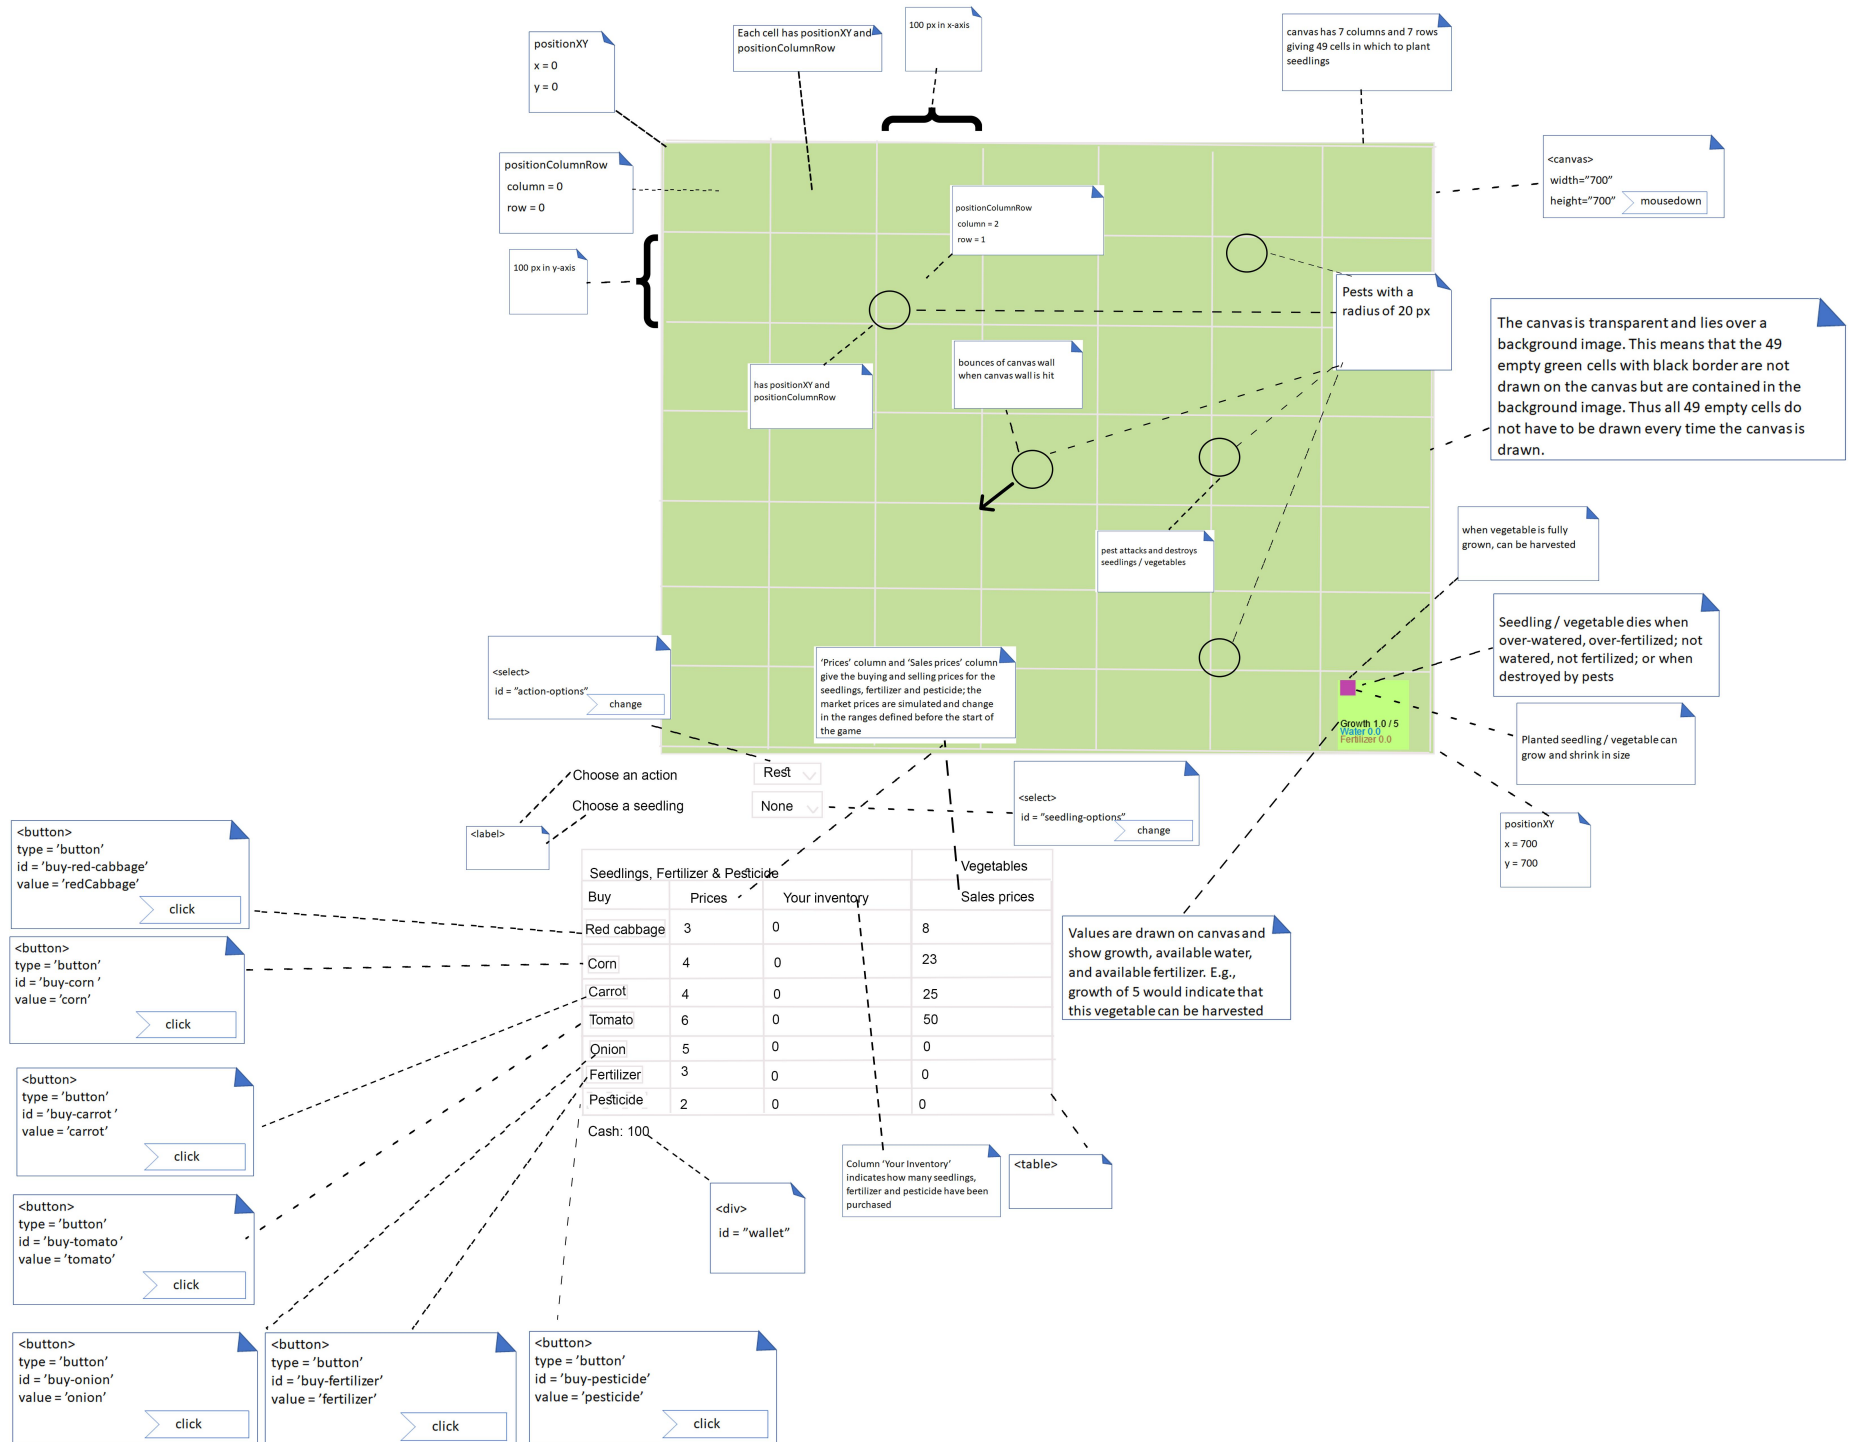 positionXY
x = 0
y = 0
Each cell has positionXY and
positionColumnRow
100 px in x-axis
canvas has 7 columns and 7 rows
giving 49 cells in which to plant
seedlings
positionColumnRow
column = 0
row = 0
<canvas>
width=”700”
height=”700”
mousedown
positionColumnRow
column = 2
row = 1
100 px in y-axis
Pests with a
radius of 20 px
The canvas is transparent and lies over a
background image. This means that the 49
empty green cells with black border are not
drawn on the canvas but are contained in the
background image. Thus all 49 empty cells do
not have to be drawn every time the canvas is
drawn.
has positionXY and
positionColumnRow
bounces of canvas wall
when canvas wall is hit
pest attacks and destroys
seedlings / vegetables
when vegetable is fully
grown, can be harvested
Seedling / vegetable dies when
over-watered, over-fertilized; not
watered, not fertilized; or when
destroyed by pests
<select>
id = ”action-options”
change
‘Prices’ column and ‘Sales prices’ column
give the buying and selling prices for the
seedlings, fertilizer and pesticide; the
market prices are simulated and change
in the ranges defined before the start of
the game
Growth 1.0 / 5
Water 0.0
Fertilizer 0.0
Planted seedling / vegetable can
grow and shrink in size
Choose an action
Rest
Choose a seedling
None
<select>
id = ”seedling-options”
change
positionXY
x = 700
y = 700
<label>
<button>
type = ’button’
id = ’buy-red-cabbage’
value = ’redCabbage’
click
Seedlings, Fertilizer & Pesticide
Vegetables
Buy
Prices
Your inventory
Sales prices
Red cabbage
3
0
8
Corn
4
0
23
Carrot
4
0
25
Tomato
6
0
50
Onion
5
0
0
Fertilizer
3
0
0
Pesticide
2
0
0
Cash: 100
Values are drawn on canvas and
show growth, available water,
and available fertilizer. E.g.,
growth of 5 would indicate that
this vegetable can be harvested
<button>
type = ’button’
id = ’buy-corn ’
value = ’corn’
click
<button>
type = ’button’
id = ’buy-carrot ’
value = ’carrot’
click
<button>
type = ’button’
id = ’buy-tomato ’
value = ’tomato’
click
<div>
id = ”wallet”
Column ‘Your Inventory’
indicates how many seedlings,
fertilizer and pesticide have been
purchased
<table>
<button>
type = ’button’
id = ’buy-onion’
value = ’onion’
click
<button>
type = ’button’
id = ’buy-fertilizer’
value = ’fertilizer’
click
<button>
type = ’button’
id = ’buy-pesticide’
value = ’pesticide’
click